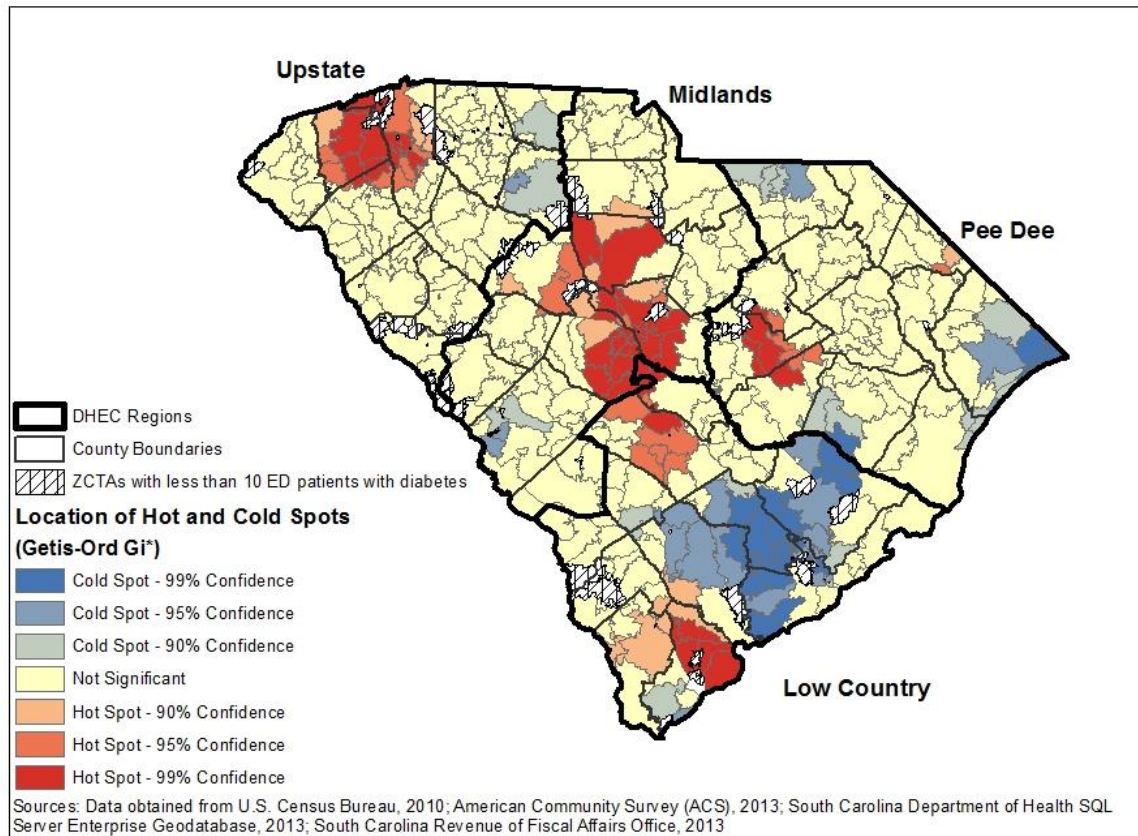 Upstate
Midlands
Pee Dee
DHEC Regions
County Boundaries
ZCTAs with less than 10 ED patients with diabetes
Location of Hot and Cold Spots
(Getis-Ord Gi*)
Cold Spot - 99% Confidence
Cold Spot - 95% Confidence
Cold Spot - 90% Confidence
Not Significant
Hot Spot - 90% Confidence
Hot Spot - 95% Confidence
Hot Spot - 99% Confidence
Low Country
Sources: Data obtained from U.S. Census Bureau, 2010; American Community Survey (ACS), 2013; South Carolina Department of Health SQL
Server Enterprise Geodatabase, 2013; South Carolina Revenue of Fiscal Affairs Office, 2013